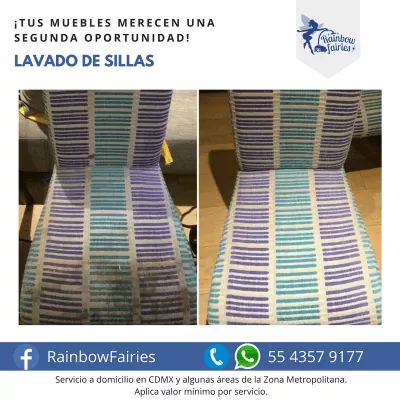 ¡TUS MUEBLES MERECEN UNA
SEGUNDA OPORTUNIDAD!
LAVADO DE SILLAS
Rainbow
fairies
RainbowFairies
55 4357 9177
Servicio a domicilio en CDMX y algunas áreas de la Zona Metropolitana.
Aplica valor mínimo por servicio.